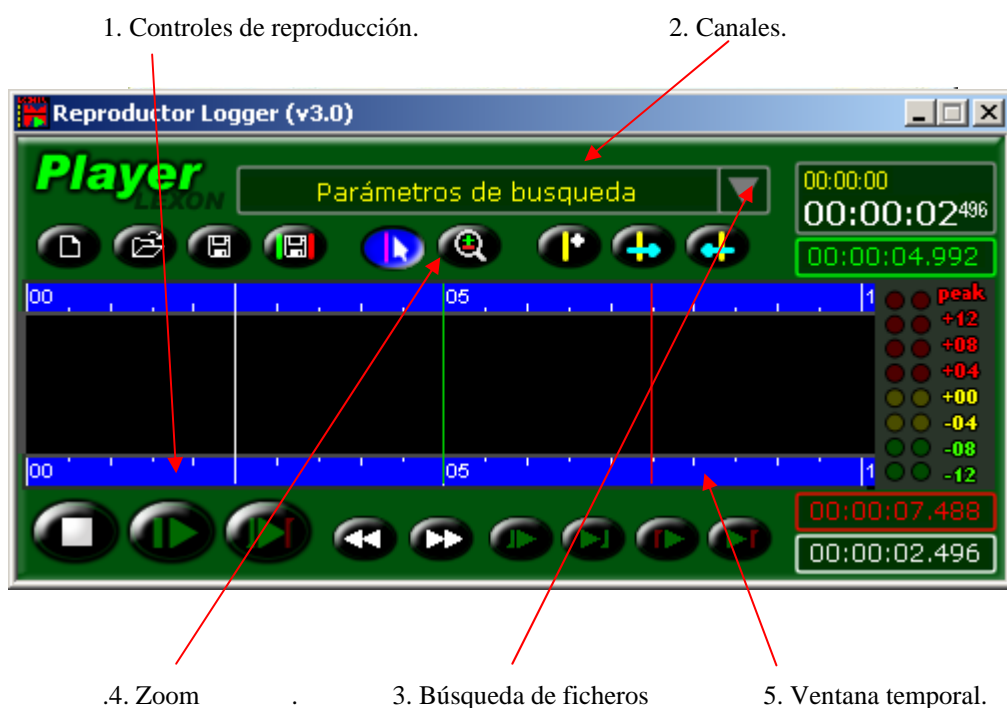 1. Controles de reproducción. 2. Canales.
Reproductor Logger (v3.0)
Player
LEXON
Parámetros de busqueda
00:00:00
00:00:02496
00:00:04.992
00 05 1
peak
+12
+08
+04
+00
-04
-08
-12
00 05 1
00:00:07.488
00:00:02.496
.4. Zoom . 3. Búsqueda de ficheros 5. Ventana temporal.